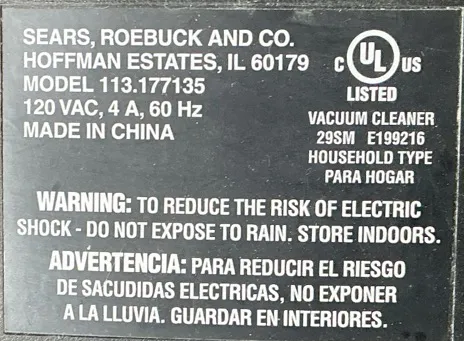 SEARS, ROEBUCK AND CO.
HOFFMAN ESTATES, IL 60179
MODEL 113.177135
120 VAC, 4 A, 60 Hz
MADE IN CHINA
C UL US
LISTED
VACUUM CLEANER
29SM E199216
HOUSEHOLD TYPE
PARA HOGAR
WARNING: TO REDUCE THE RISK OF ELECTRIC
SHOCK - DO NOT EXPOSE TO RAIN. STORE INDOORS.
ADVERTENCIA: PARA REDUCIR EL RIESGO
DE SACUDIDAS ELECTRICAS, NO EXPONER
A LA LLUVIA. GUARDAR EN INTERIORES.